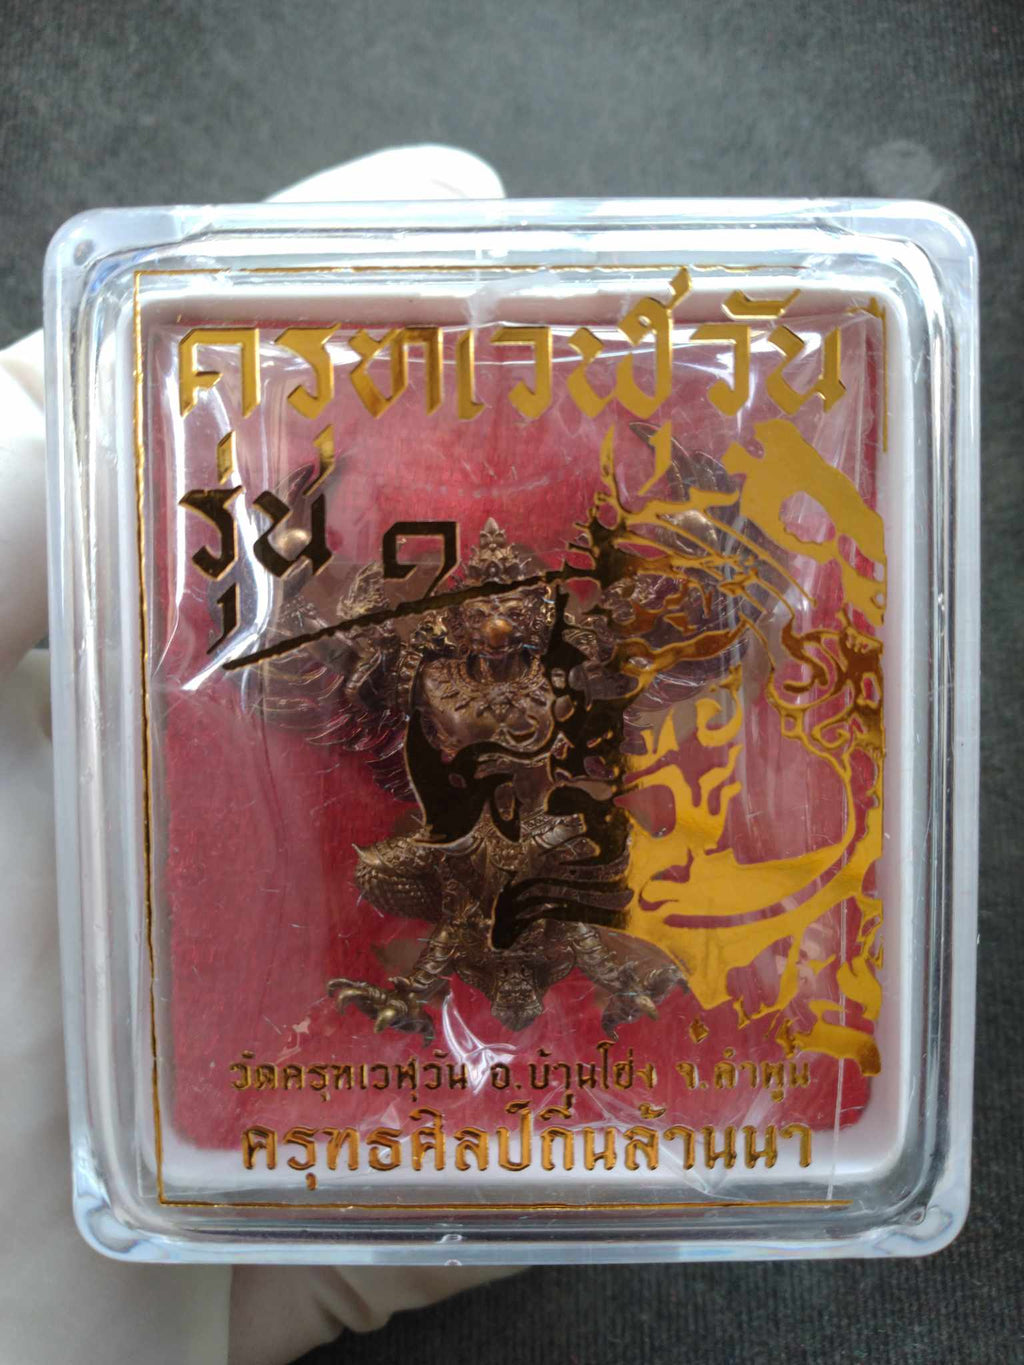 ครุฑเวฬุวัน
รุ่น ๑
วัดครุฑเวฬุวัน อ.บ้านโฮ่ง จ.ลำพูน
ครุฑศิลป์ถิ่นล้านนา